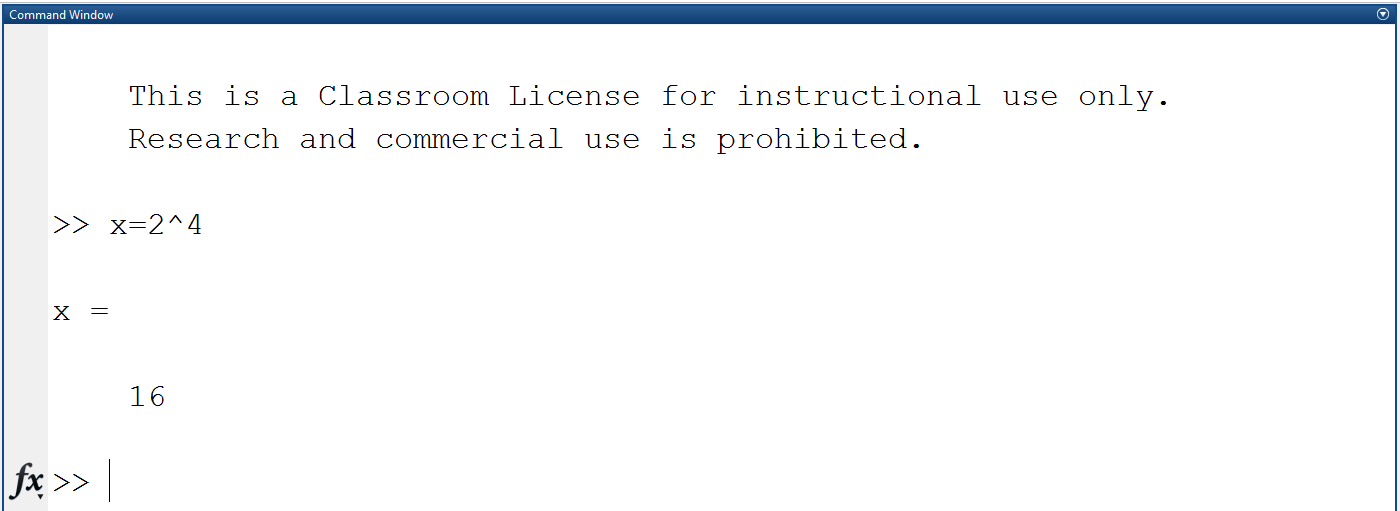 Command Window
This is a Classroom License for instructional use only.
Research and commercial use is prohibited.
>> x=2^4
x =
16
fx >>